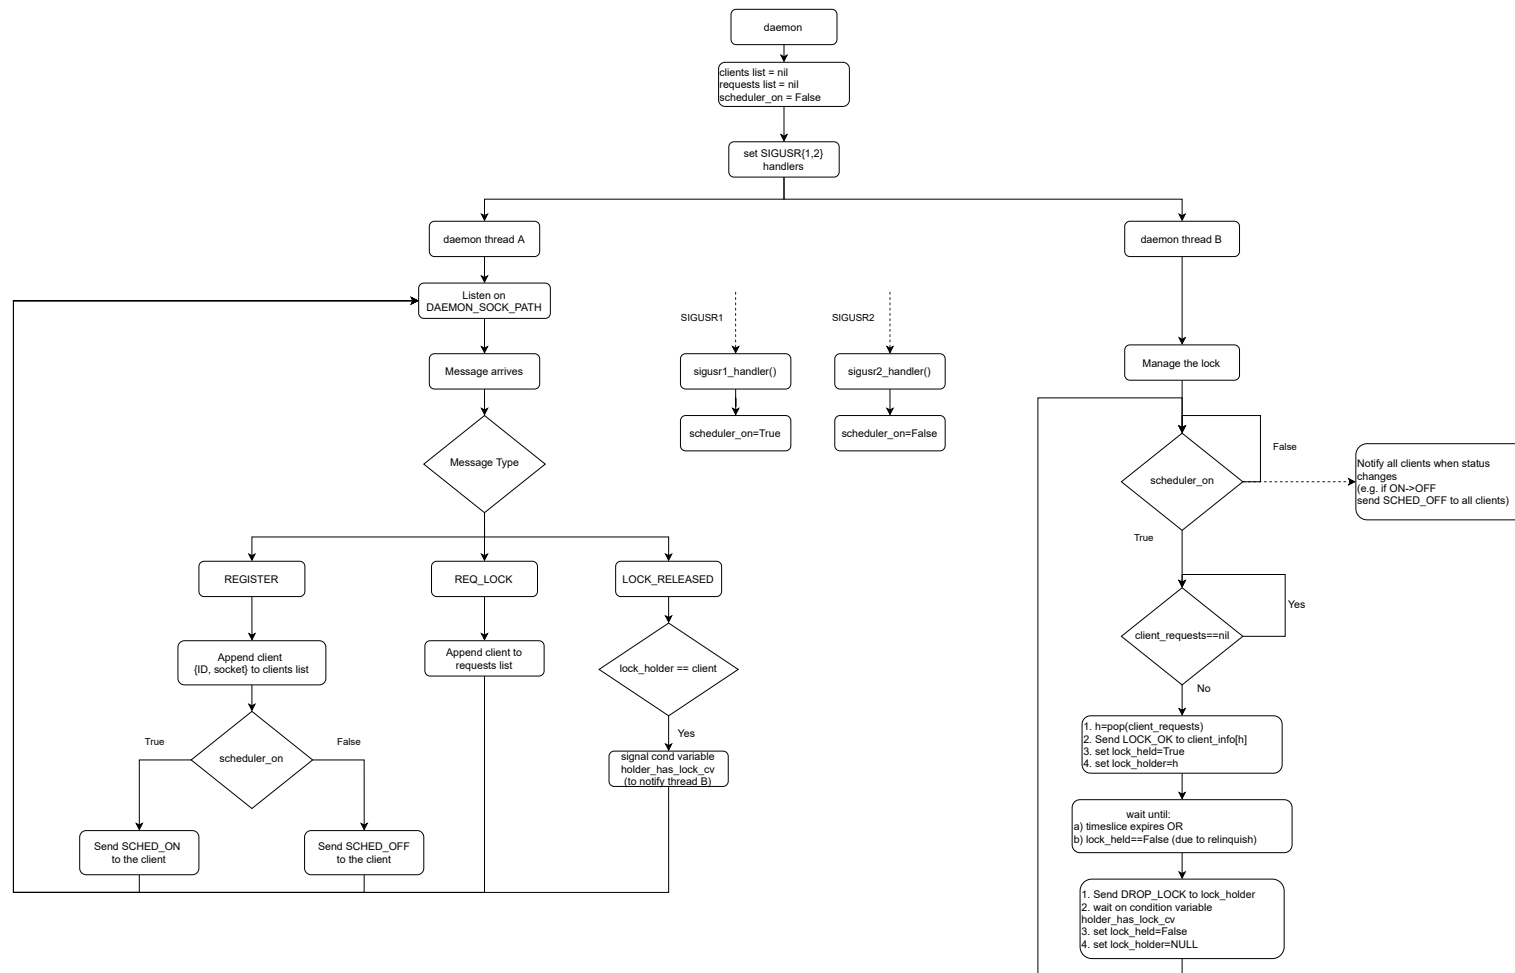 daemon
clients list = nil
requests list = nil
scheduler_on = False
set SIGUSR{1,2}
handlers
daemon thread A
Listen on
DAEMON_SOCK_PATH
Message arrives
Message Type
REGISTER
REQ_LOCK
LOCK_RELEASED
Append client
{ID, socket} to clients list
Append client to
requests list
lock_holder == client
Yes
signal cond variable
holder_has_lock_cv
(to notify thread B)
True
False
scheduler_on
Send SCHED_ON
to the client
Send SCHED_OFF
to the client
SIGUSR1
sigusr1_handler()
scheduler_on=True
SIGUSR2
sigusr2_handler()
scheduler_on=False
daemon thread B
Manage the lock
scheduler_on
False
Notify all clients when status
changes
(e.g. if ON->OFF
send SCHED_OFF to all clients)
True
client_requests==nil
Yes
No
1. h=pop(client_requests)
2. Send LOCK_OK to client_info[h]
3. set lock_held=True
4. set lock_holder=h
wait until:
a) timeslice expires OR
b) lock_held==False (due to relinquish)
1. Send DROP_LOCK to lock_holder
2. wait on condition variable
holder_has_lock_cv
3. set lock_held=False
4. set lock_holder=NULL